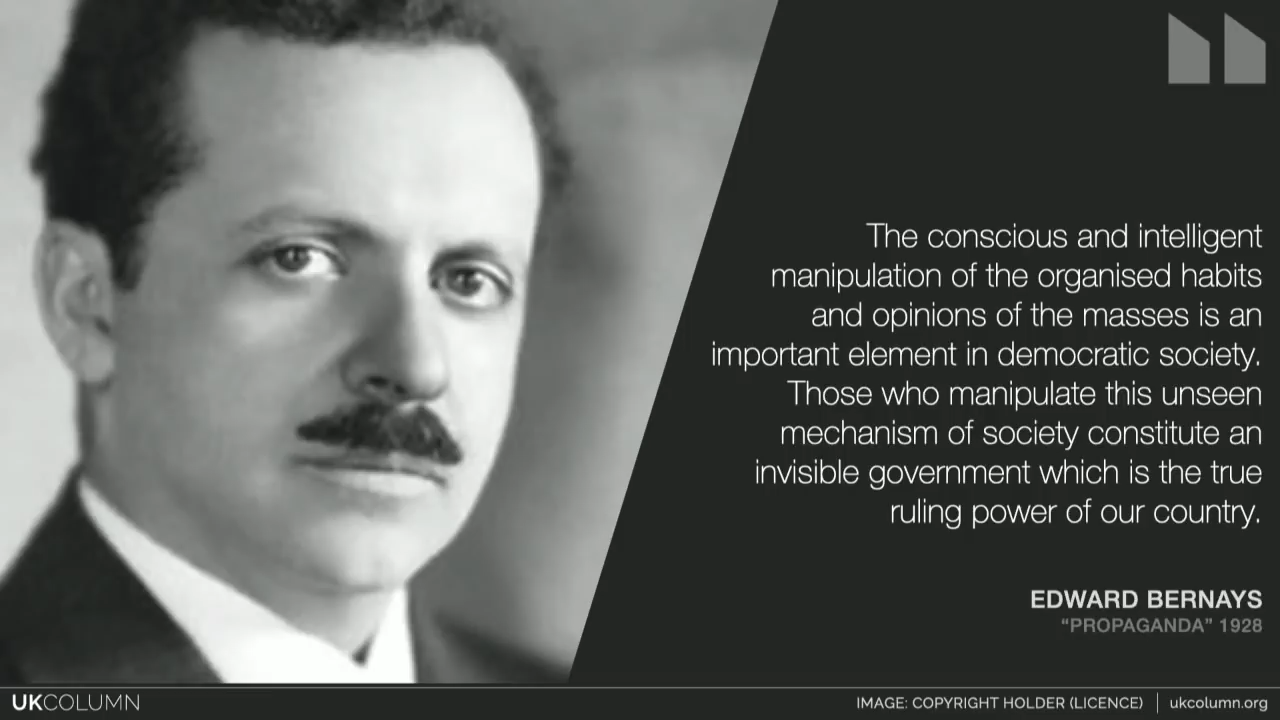 The conscious and intelligent
manipulation of the organised habits
and opinions of the masses is an
important element in democratic society.
Those who manipulate this unseen
mechanism of society constitute an
invisible government which is the true
ruling power of our country.
EDWARD BERNAYS
“PROPAGANDA” 1928
UKCOLUMN
IMAGE: COPYRIGHT HOLDER (LICENCE) | ukcolumn.org